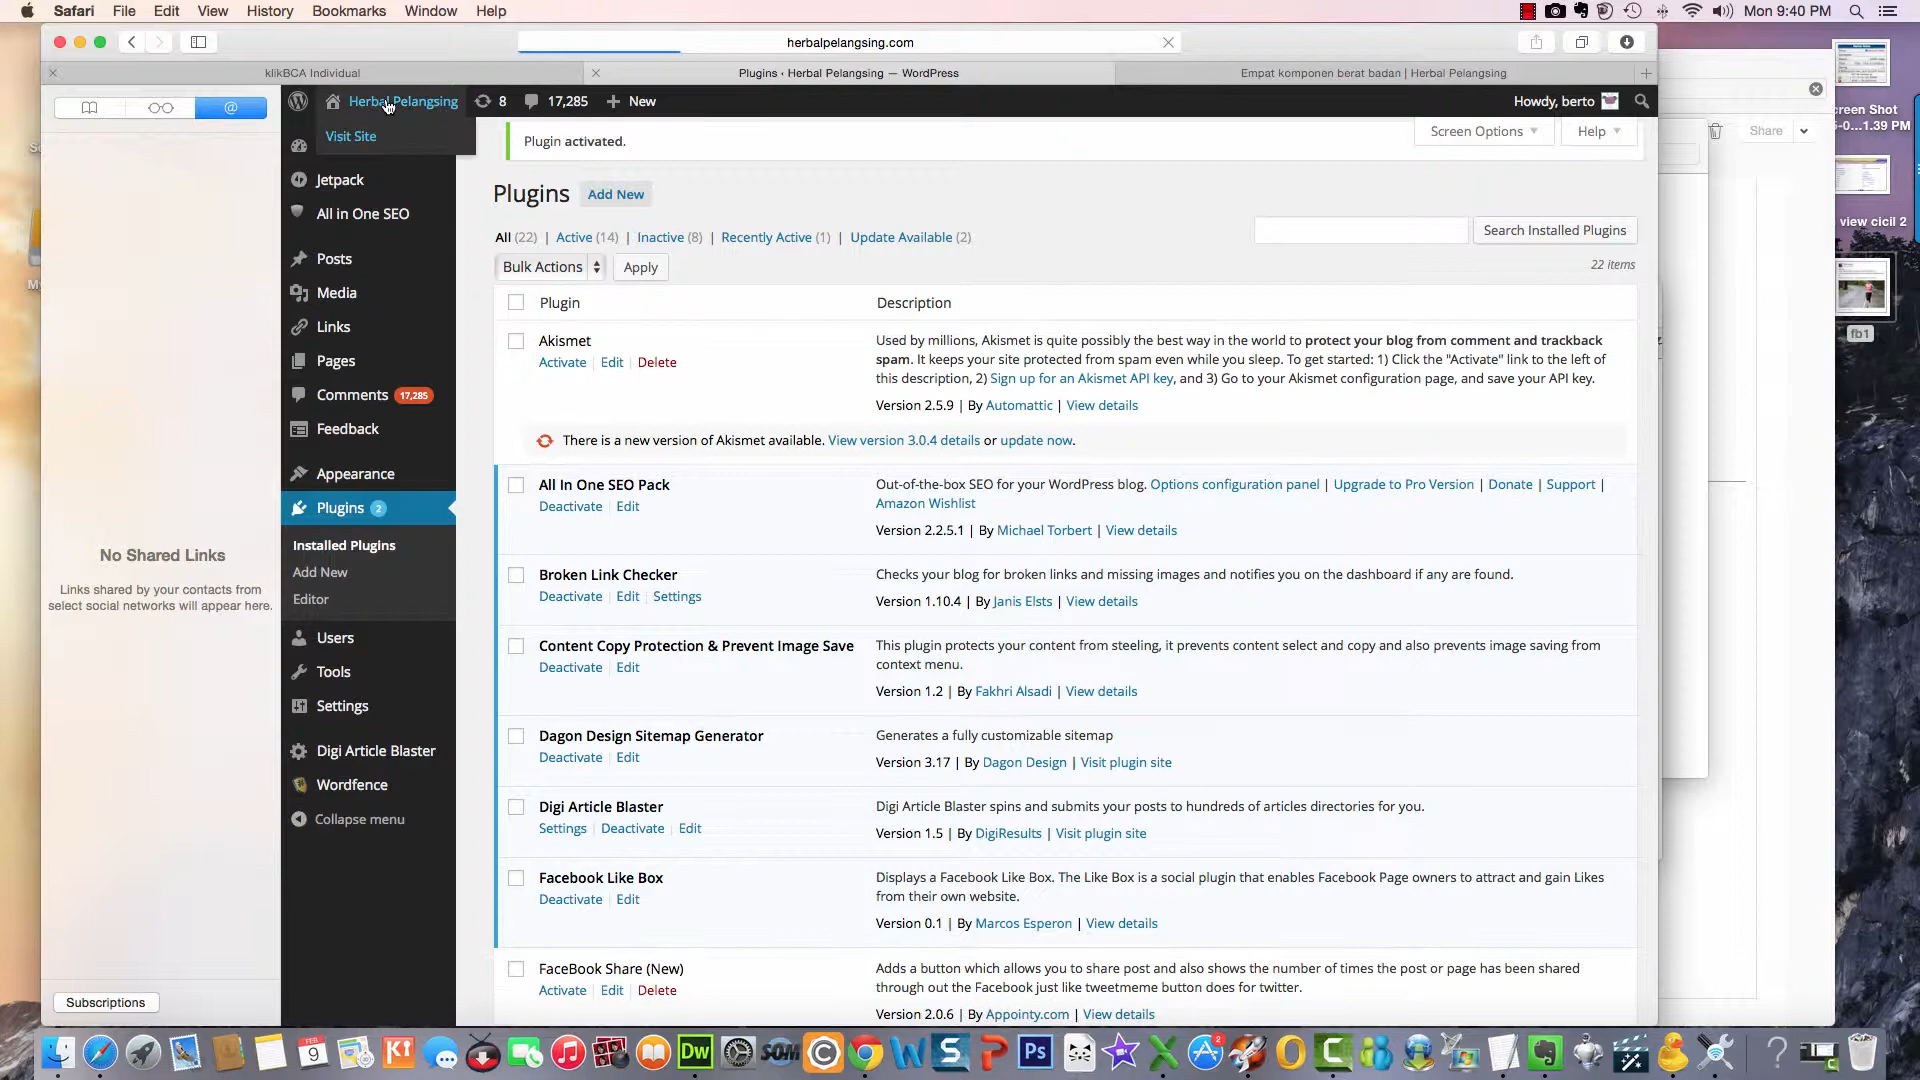 Safari File Edit View History Bookmarks Window Help
Mon 9:40 PM
herbalpelangsing.com
klikBCA Individual
Plugins ‹ Herbal Pelangsing — WordPress
Empat komponen berat badan | Herbal Pelangsing
Herbal Pelangsing 8 17,285 New
Howdy, berto
Visit Site
Plugin activated.
Screen Options
Help
Share
creen Shot
5-0...1.39 PM
view cicil 2
fb1
No Shared Links
Links shared by your contacts from
select social networks will appear here.
Subscriptions
Jetpack
All in One SEO
Posts
Media
Links
Pages
Comments 17,285
Feedback
Appearance
Plugins 2
Installed Plugins
Add New
Editor
Users
Tools
Settings
Digi Article Blaster
Wordfence
Collapse menu
Plugins Add New
All (22) | Active (14) | Inactive (8) | Recently Active (1) | Update Available (2)
Search Installed Plugins
Bulk Actions Apply
22 items
Plugin Description
Akismet
Activate | Edit | Delete
Used by millions, Akismet is quite possibly the best way in the world to protect your blog from comment and trackback
spam. It keeps your site protected from spam even while you sleep. To get started: 1) Click the "Activate" link to the left of
this description, 2) Sign up for an Akismet API key, and 3) Go to your Akismet configuration page, and save your API key.
Version 2.5.9 | By Automattic | View details
There is a new version of Akismet available. View version 3.0.4 details or update now.
All In One SEO Pack
Deactivate | Edit
Out-of-the-box SEO for your WordPress blog. Options configuration panel | Upgrade to Pro Version | Donate | Support |
Amazon Wishlist
Version 2.2.5.1 | By Michael Torbert | View details
Broken Link Checker
Deactivate | Edit | Settings
Checks your blog for broken links and missing images and notifies you on the dashboard if any are found.
Version 1.10.4 | By Janis Elsts | View details
Content Copy Protection & Prevent Image Save
Deactivate | Edit
This plugin protects your content from steeling, it prevents content select and copy and also prevents image saving from
context menu.
Version 1.2 | By Fakhri Alsadi | View details
Dagon Design Sitemap Generator
Deactivate | Edit
Generates a fully customizable sitemap
Version 3.17 | By Dagon Design | Visit plugin site
Digi Article Blaster
Settings | Deactivate | Edit
Digi Article Blaster spins and submits your posts to hundreds of articles directories for you.
Version 1.5 | By DigiResults | Visit plugin site
Facebook Like Box
Deactivate | Edit
Displays a Facebook Like Box. The Like Box is a social plugin that enables Facebook Page owners to attract and gain Likes
from their own website.
Version 0.1 | By Marcos Esperon | View details
FaceBook Share (New)
Activate | Edit | Delete
Adds a button which allows you to share post and also shows the number of times the post or page has been shared
through out the Facebook just like tweetmeme button does for twitter.
Version 2.0.6 | By Appointy.com | View details